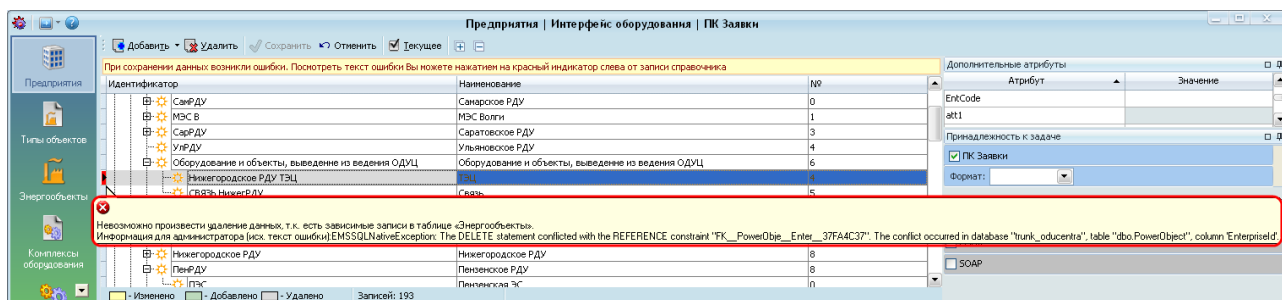 Предприятия | Интерфейс оборудования | ПК Заявки
Добавить Удалить Сохранить Отменить Текущее
При сохранении данных возникли ошибки. Посмотреть текст ошибки Вы можете нажатием на красный индикатор слева от записи справочника
Идентификатор Наименование №
СамРДУ Самарское РДУ 0
МЭС В МЭС Волги 1
СарРДУ Саратовское РДУ 3
УлРДУ Ульяновское РДУ 4
Оборудование и объекты, выведение из ведения ОДУЦ Оборудование и объекты, выведение из ведения ОДУЦ 6
Нижегородское РДУ ТЭЦ ТЭЦ 4
СВЯЗЬ НижегРДУ Связь 5
Невозможно произвести удаление данных, т.к. есть зависимые записи в таблице «Энергообъекты».
Информация для администратора (исх. текст ошибки):EMSSQLNativeException: The DELETE statement conflicted with the REFERENCE constraint "FK__PowerObje__Enter__37FA4C37". The conflict occurred in database "trunk_oducentra", table "dbo.PowerObject", column 'EnterpriseId'.
Нижегородское РДУ Нижегородское РДУ 8
ПенРДУ Пензенское РДУ 8
ПЭС Пензенская ЭС 0
- Изменено - Добавлено - Удалено Записей: 193
Предприятия
Типы объектов
Энергообъекты
Комплексы
оборудования
Дополнительные атрибуты
Атрибут Значение
EntCode
att1
Принадлежность к задаче
ПК Заявки
Формат:
SOAP